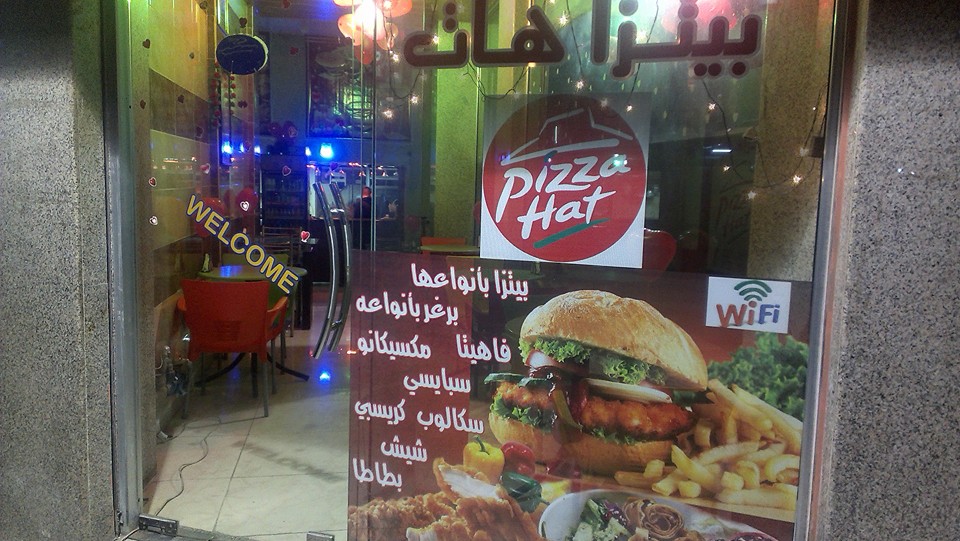 بيتزا هات
Pizza
Hat
WELCOME
WiFi
بيتزا بأنواعها
برغر بأنواعه
فاهيتا مكسيكانو
سبايسي
سكالوب كريسبي
شيش
بطاطا